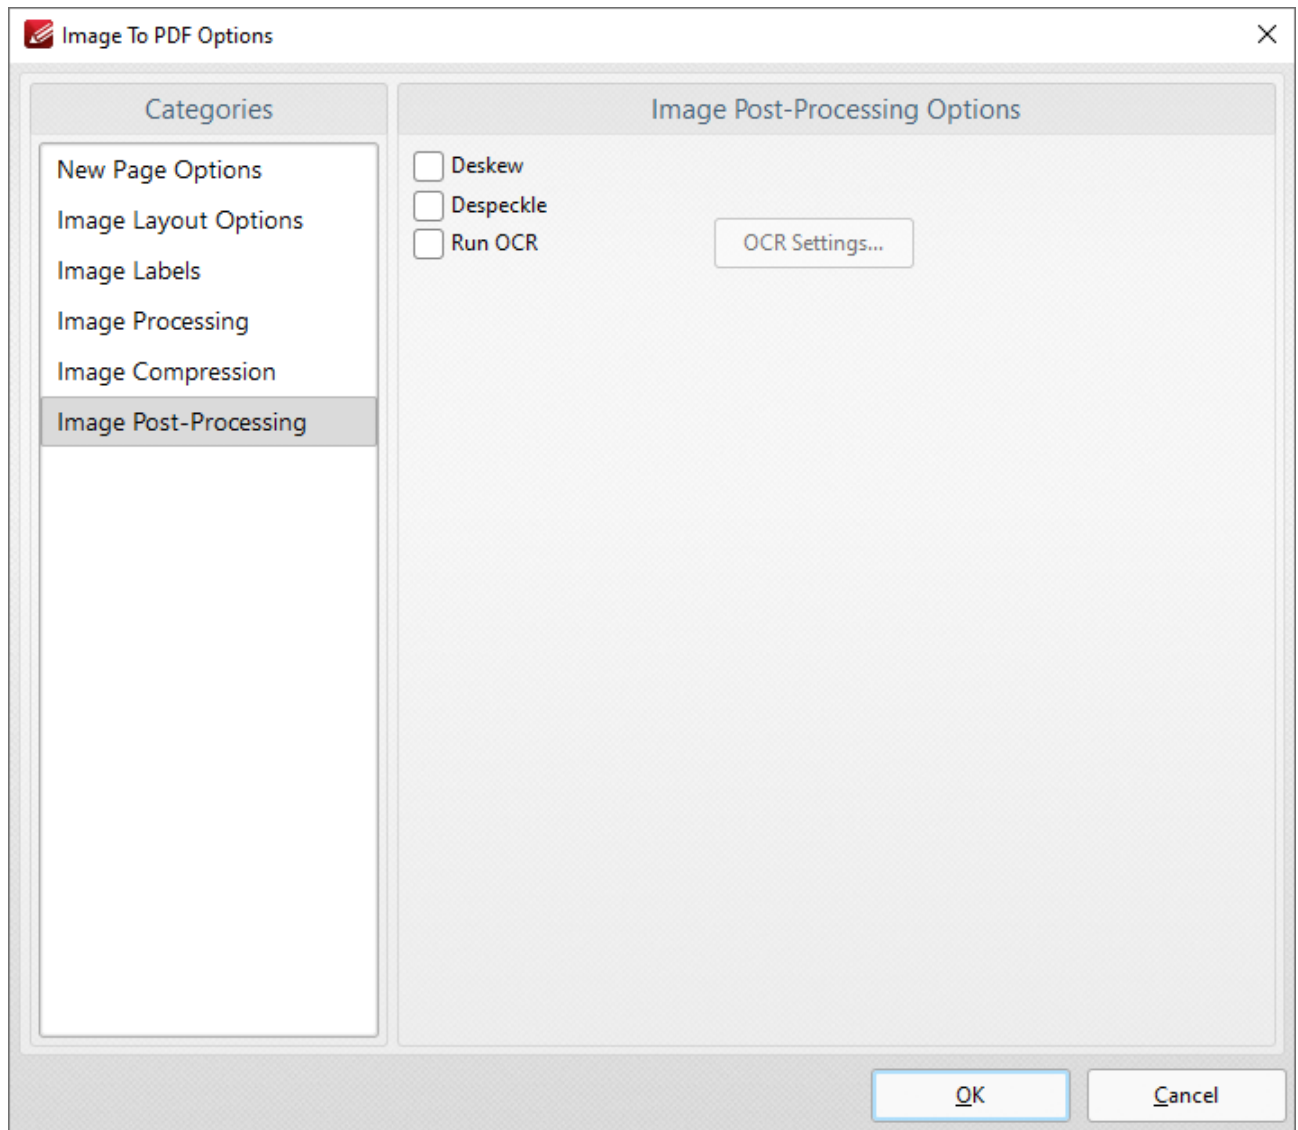 Image To PDF Options
Categories
New Page Options
Image Layout Options
Image Labels
Image Processing
Image Compression
Image Post-Processing
Image Post-Processing Options
Deskew
Despeckle
Run OCR
OCR Settings...
OK
Cancel